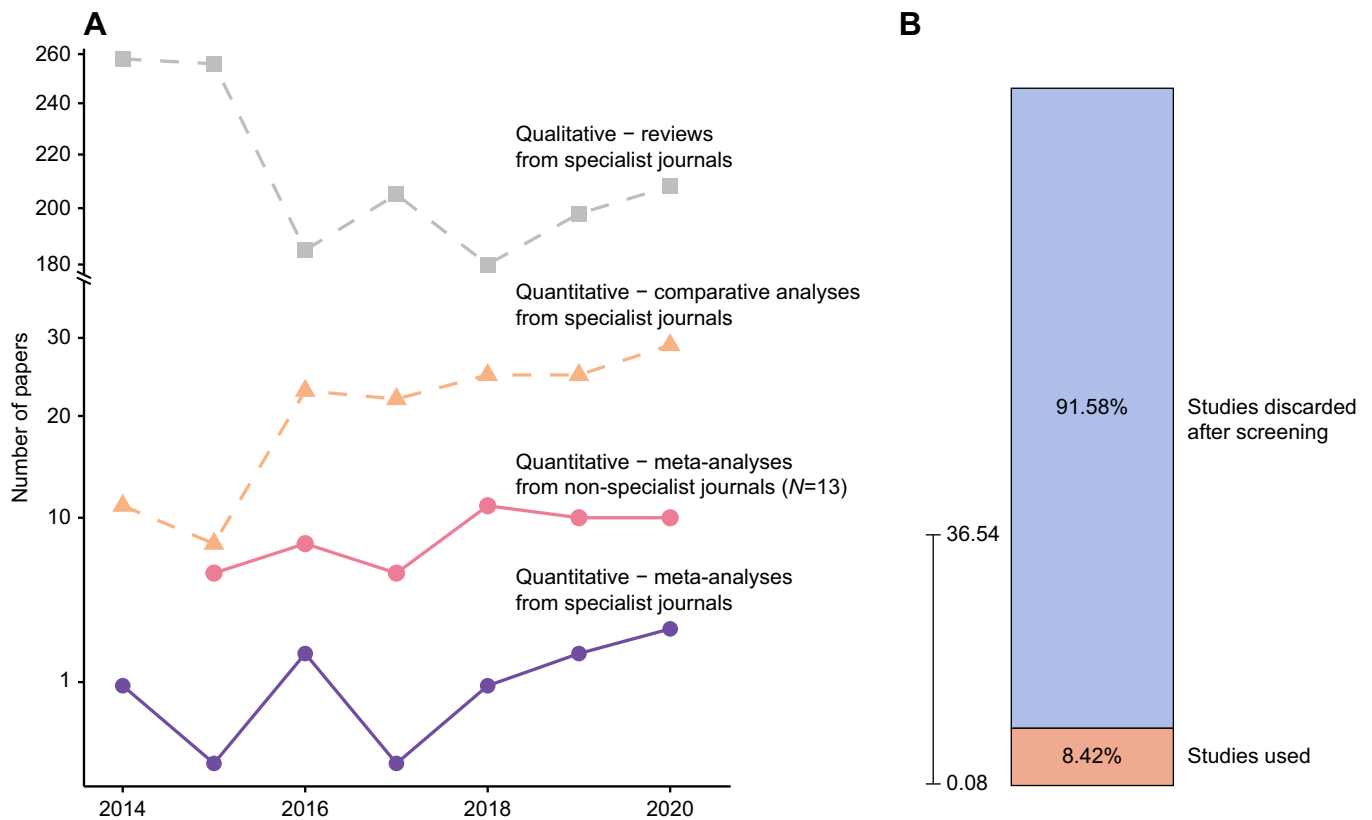 A
Number of papers
260
240
220
200
180
30
20
10
1
2014
2016
2018
2020
Qualitative − reviews
from specialist journals
Quantitative − comparative analyses
from specialist journals
Quantitative − meta-analyses
from non-specialist journals (N=13)
Quantitative − meta-analyses
from specialist journals
B
36.54
0.08
91.58%
8.42%
Studies discarded
after screening
Studies used